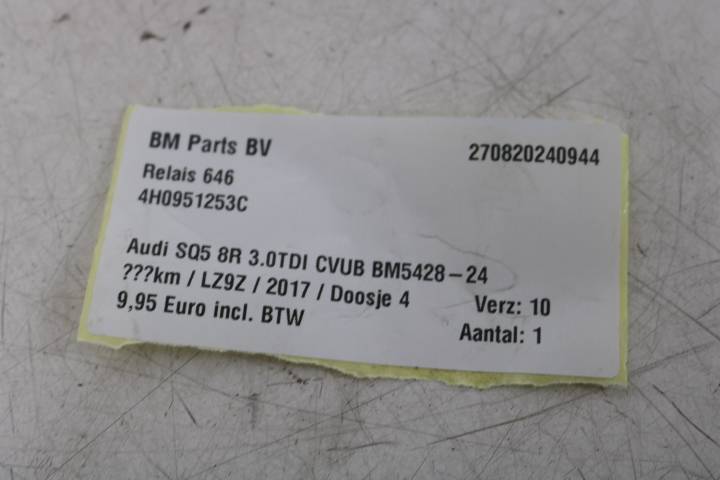 BM Parts BV 270820240944
Relais 646
4H0951253C
Audi SQ5 8R 3.0TDI CVUB BM5428-24
???km / LZ9Z / 2017 / Doosje 4 Verz: 10
9,95 Euro incl. BTW Aantal: 1